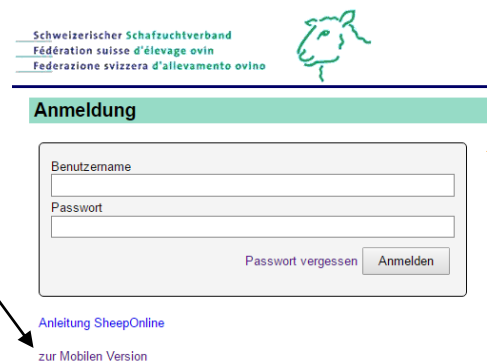 Schweizerischer Schafzuchtverband
Fédération suisse d'élevage ovin
Federazione svizzera d'allevamento ovino
Anmeldung
Benutzername
Passwort
Passwort vergessen Anmelden
Anleitung SheepOnline
zur Mobilen Version